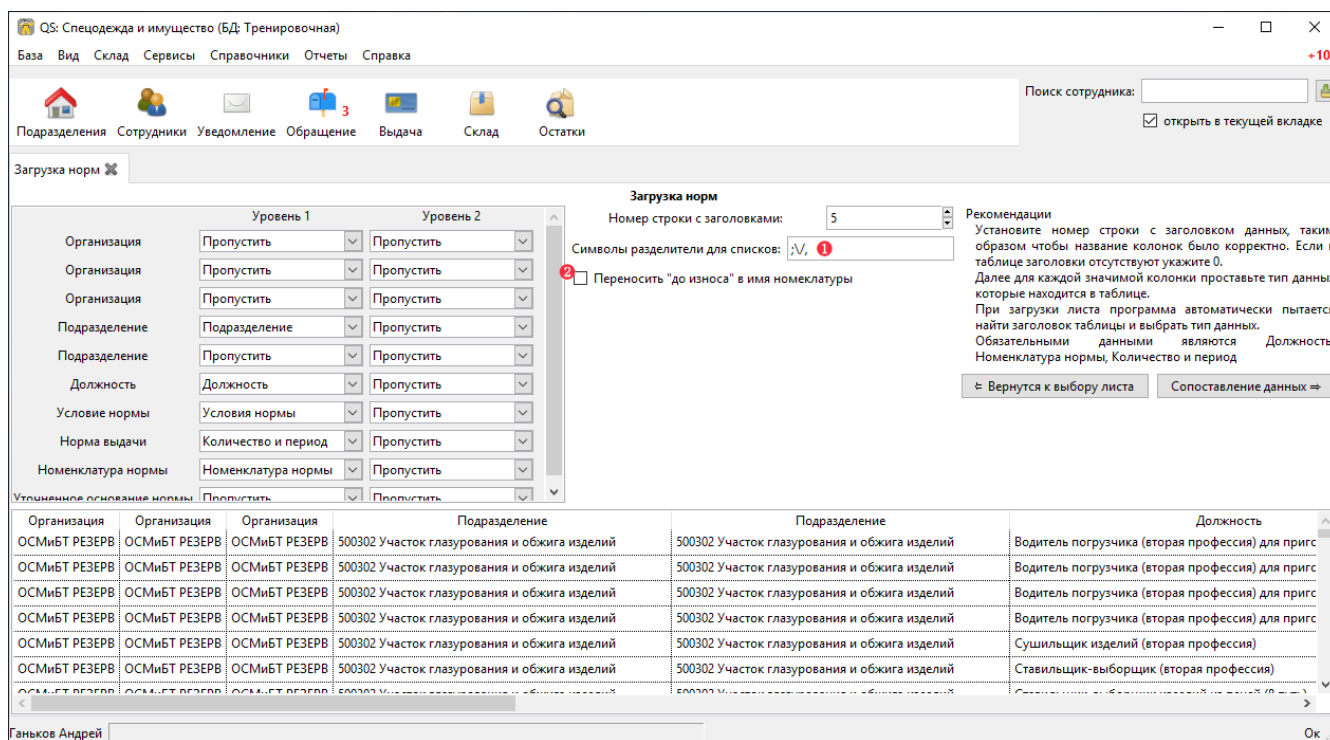 QS: Спецодежда и имущество (БД: Тренировочная)
База Вид Склад Сервисы Справочники Отчеты Справка
+10
Подразделения Сотрудники Уведомление Обращение 3 Выдача Склад Остатки
Поиск сотрудника:
открыть в текущей вкладке
Загрузка норм
Загрузка норм
Уровень 1 Уровень 2
Организация Пропустить Пропустить
Организация Пропустить Пропустить
Организация Пропустить Пропустить
Подразделение Подразделение Пропустить
Подразделение Пропустить Пропустить
Должность Должность Пропустить
Условие нормы Условия нормы Пропустить
Норма выдачи Количество и период Пропустить
Номенклатура нормы Номенклатура нормы Пропустить
Уточненное основание нормы Пропустить Пропустить
Номер строки с заголовками: 5
Символы разделители для списков: ;\/, 1
2 Переносить "до износа" в имя номеклатуры
Рекомендации
Установите номер строки с заголовком данных, таким
образом чтобы название колонок было корректно. Если
таблице заголовки отсутствуют укажите 0.
Далее для каждой значимой колонки проставьте тип данных
которые находится в таблице.
При загрузки листа программа автоматически пытается
найти заголовок таблицы и выбрать тип данных.
Обязательными данными являются Должность
Номенклатура нормы, Количество и период
⇐ Вернутся к выбору листа Сопоставление данных ⇒
Организация Организация Организация Подразделение Подразделение Должность
ОСМиБТ РЕЗЕРВ ОСМиБТ РЕЗЕРВ ОСМиБТ РЕЗЕРВ 500302 Участок глазурования и обжига изделий 500302 Участок глазурования и обжига изделий Водитель погрузчика (вторая профессия) для пригс
ОСМиБТ РЕЗЕРВ ОСМиБТ РЕЗЕРВ ОСМиБТ РЕЗЕРВ 500302 Участок глазурования и обжига изделий 500302 Участок глазурования и обжига изделий Водитель погрузчика (вторая профессия) для пригс
ОСМиБТ РЕЗЕРВ ОСМиБТ РЕЗЕРВ ОСМиБТ РЕЗЕРВ 500302 Участок глазурования и обжига изделий 500302 Участок глазурования и обжига изделий Водитель погрузчика (вторая профессия) для пригс
ОСМиБТ РЕЗЕРВ ОСМиБТ РЕЗЕРВ ОСМиБТ РЕЗЕРВ 500302 Участок глазурования и обжига изделий 500302 Участок глазурования и обжига изделий Водитель погрузчика (вторая профессия) для пригс
ОСМиБТ РЕЗЕРВ ОСМиБТ РЕЗЕРВ ОСМиБТ РЕЗЕРВ 500302 Участок глазурования и обжига изделий 500302 Участок глазурования и обжига изделий Сушильщик изделий (вторая профессия)
ОСМиБТ РЕЗЕРВ ОСМиБТ РЕЗЕРВ ОСМиБТ РЕЗЕРВ 500302 Участок глазурования и обжига изделий 500302 Участок глазурования и обжига изделий Ставильщик-выборщик (вторая профессия)
Ганьков Андрей Ок